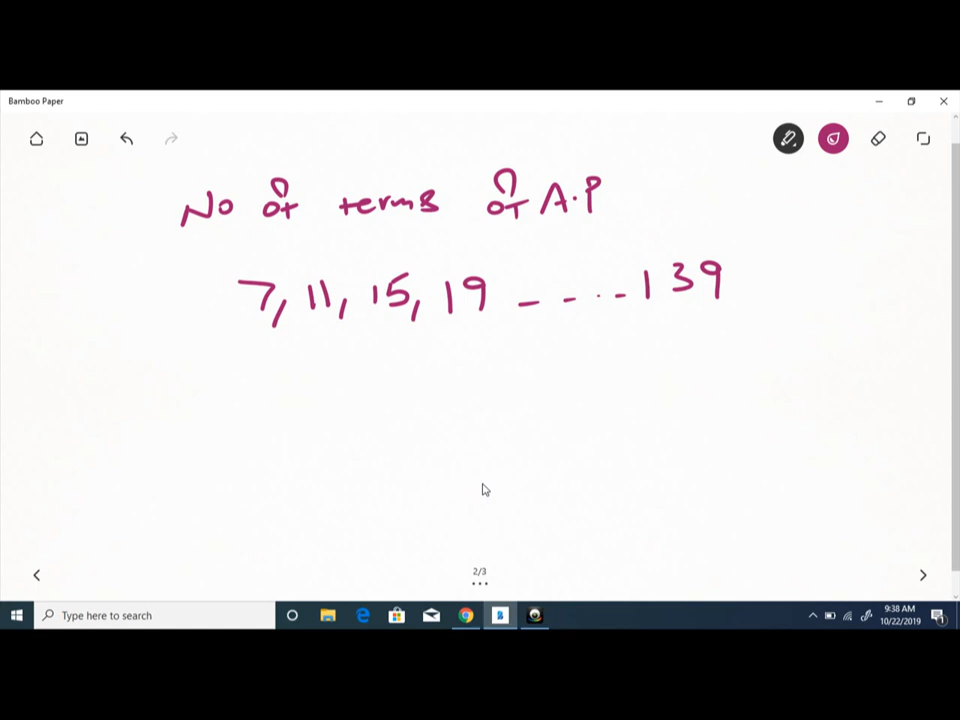 Bamboo Paper
No of terms of A.P
7, 11, 15, 19 - - ..- 139
2/3
Type here to search
9:38 AM
10/22/2019